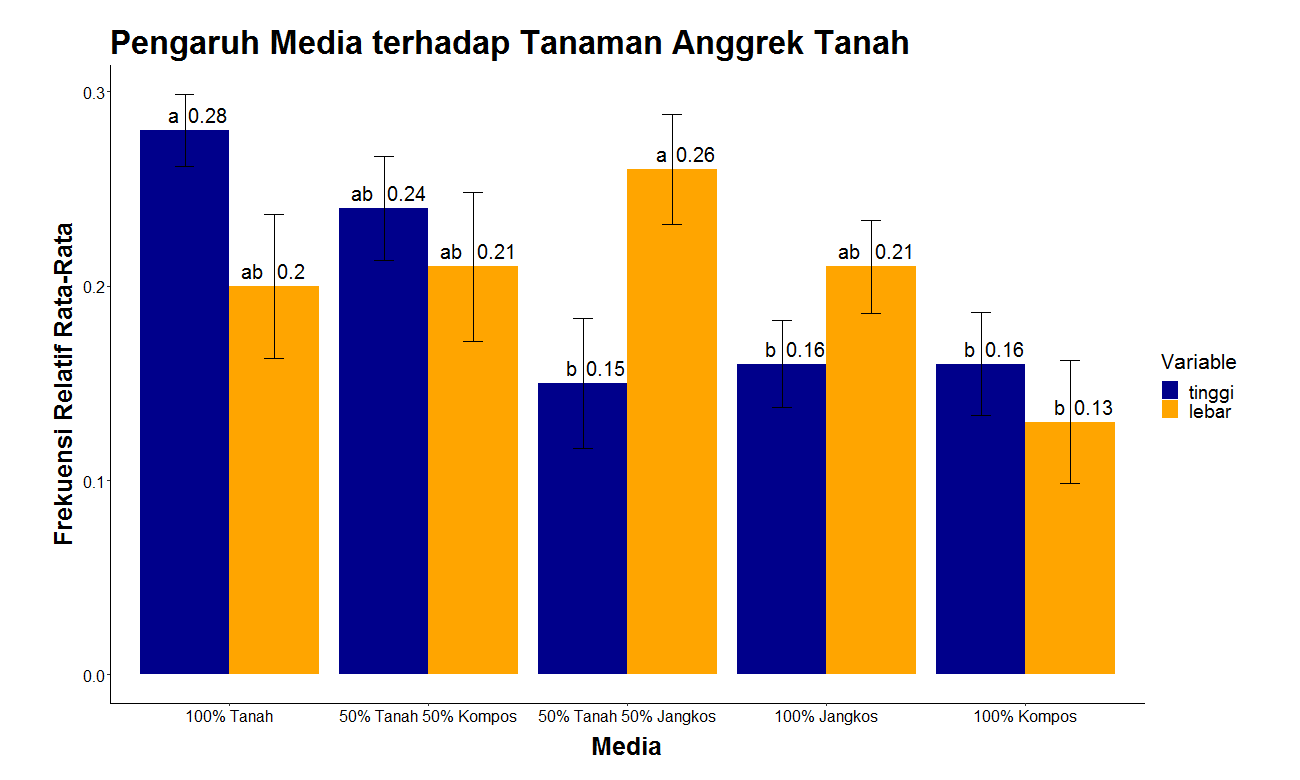 Pengaruh Media terhadap Tanaman Anggrek Tanah
Frekuensi Relatif Rata-Rata
0.3
0.2
0.1
0.0
a 0.28
ab 0.2
ab 0.24
ab 0.21
b 0.15
a 0.26
b 0.16
ab 0.21
b 0.16
b 0.13
100% Tanah
50% Tanah 50% Kompos
50% Tanah 50% Jangkos
100% Jangkos
100% Kompos
Media
Variable
tinggi
lebar